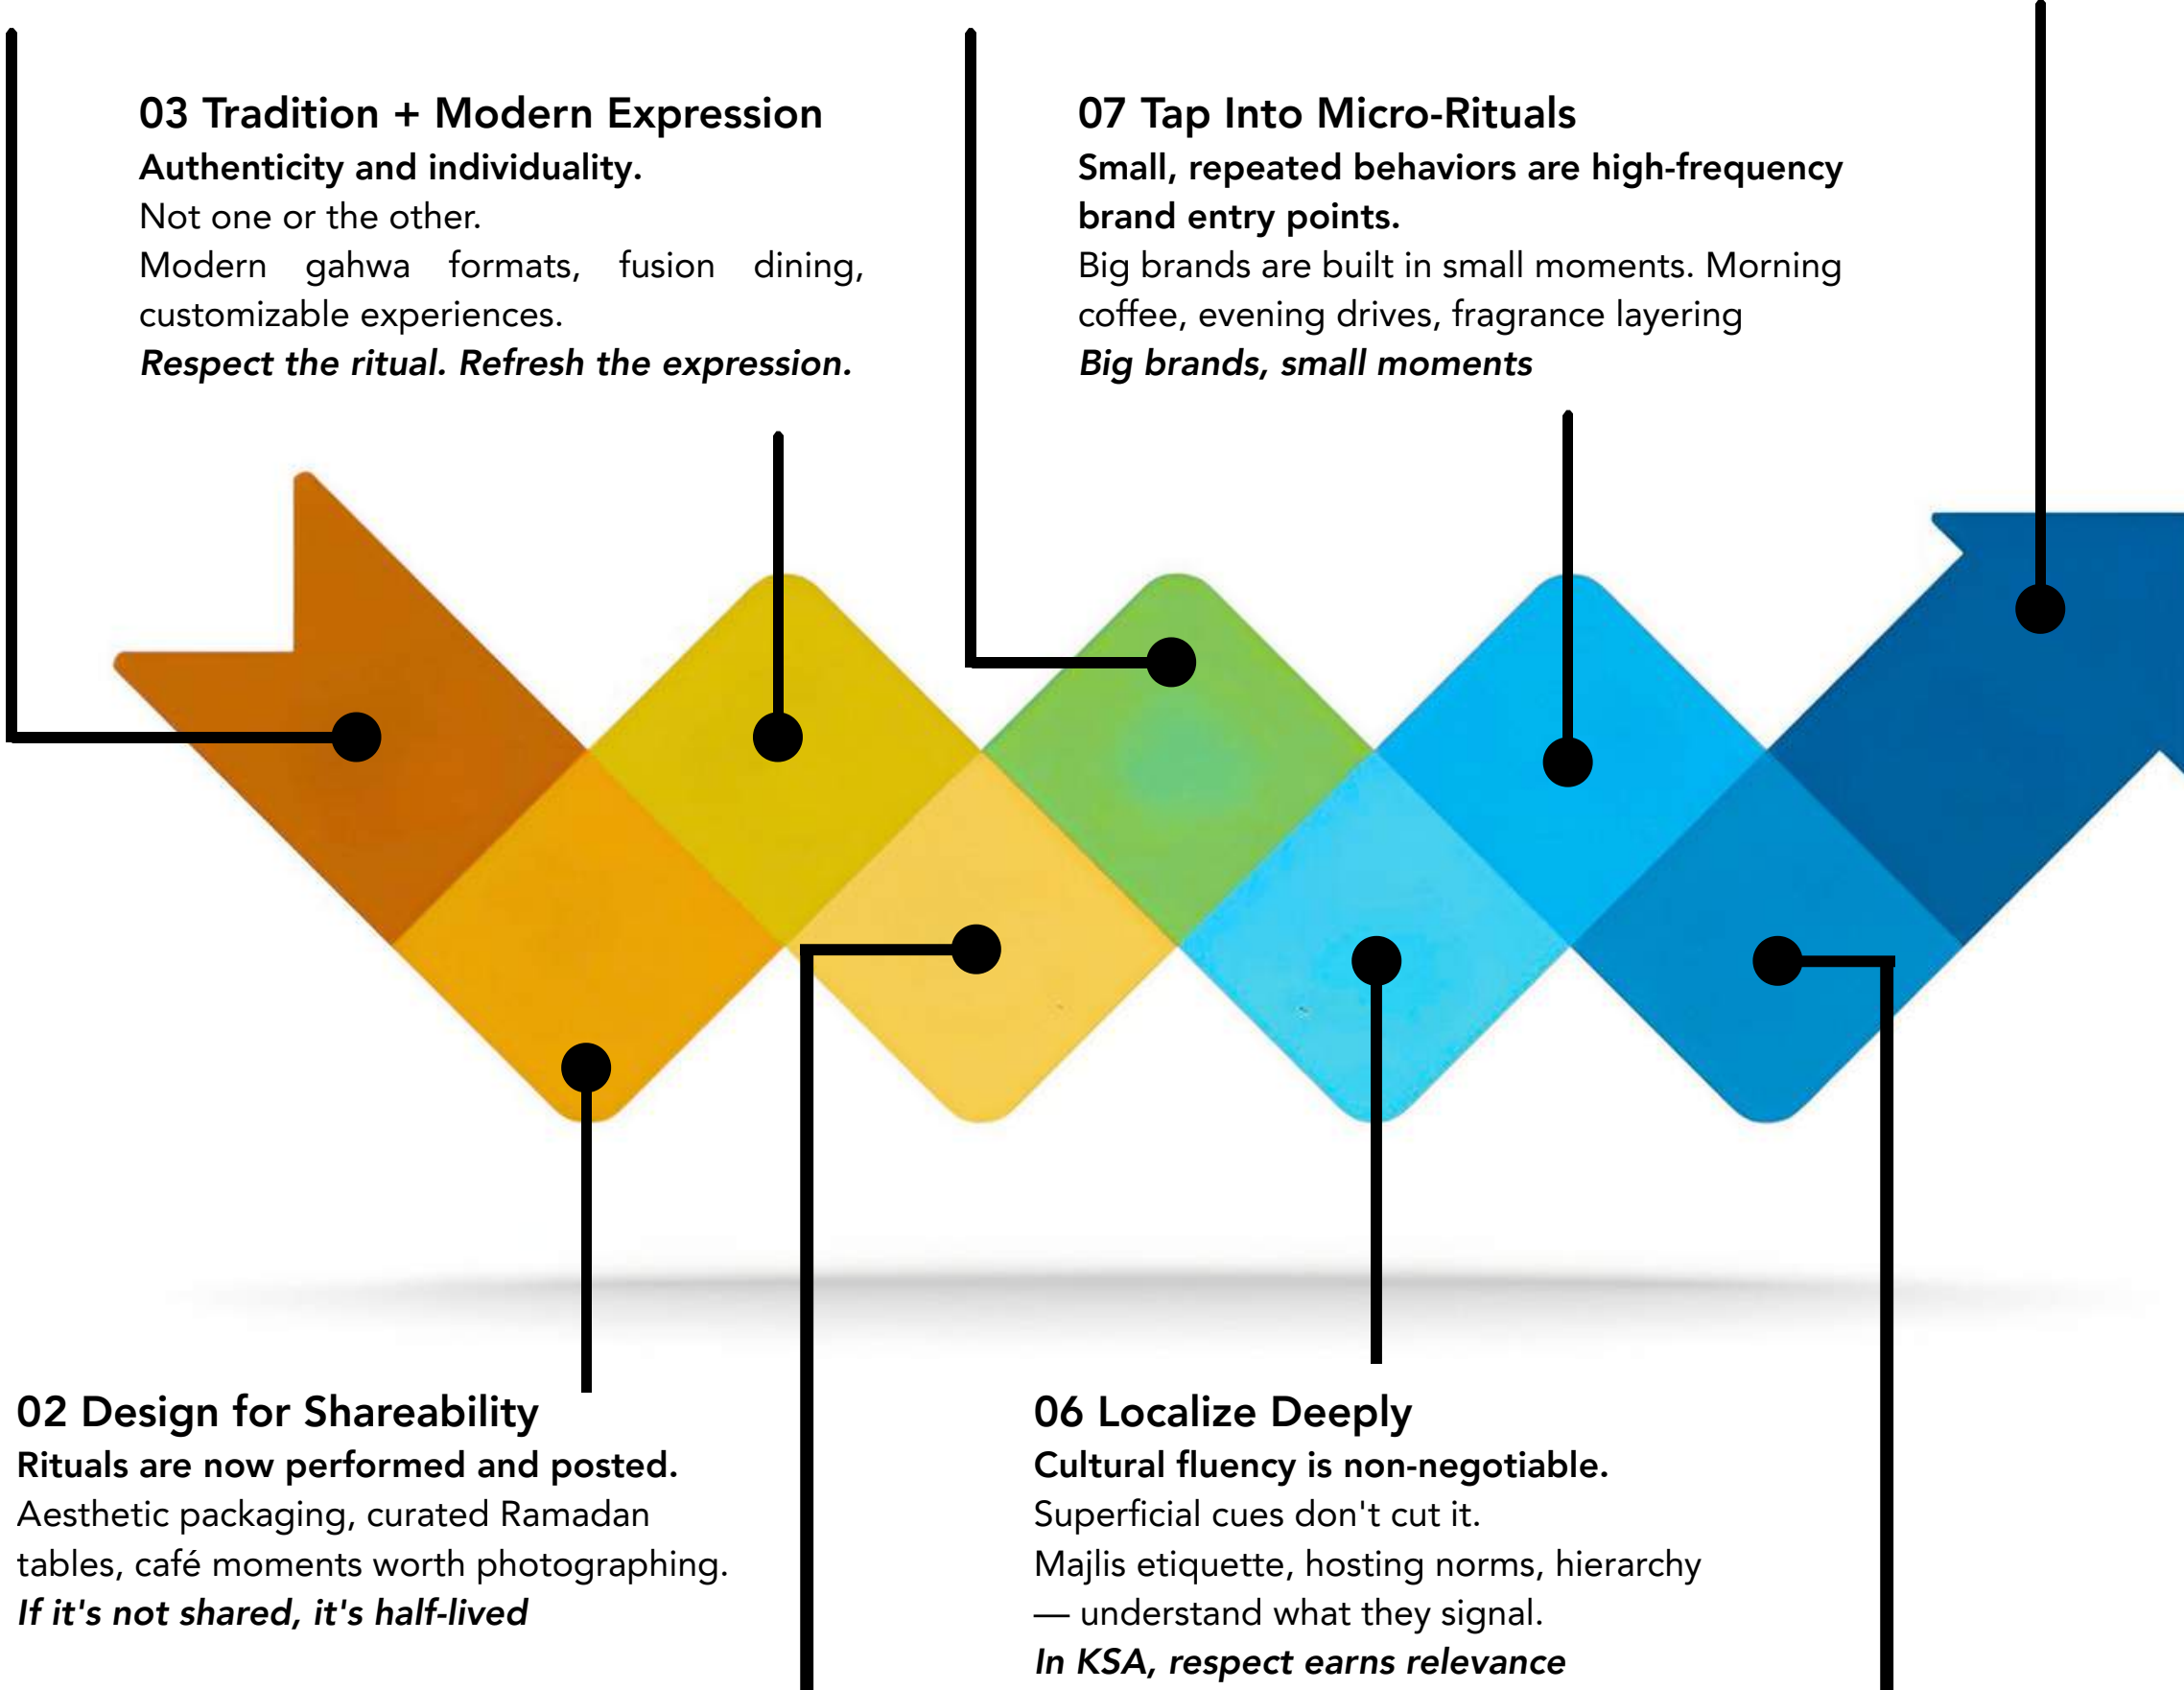 03 Tradition + Modern Expression
Authenticity and individuality.
Not one or the other.
Modern gahwa formats, fusion dining,
customizable experiences.
Respect the ritual. Refresh the expression.
07 Tap Into Micro-Rituals
Small, repeated behaviors are high-frequency
brand entry points.
Big brands are built in small moments. Morning
coffee, evening drives, fragrance layering
Big brands, small moments
02 Design for Shareability
Rituals are now performed and posted.
Aesthetic packaging, curated Ramadan
tables, café moments worth photographing.
If it's not shared, it's half-lived
06 Localize Deeply
Cultural fluency is non-negotiable.
Superficial cues don't cut it.
Majlis etiquette, hosting norms, hierarchy
— understand what they signal.
In KSA, respect earns relevance